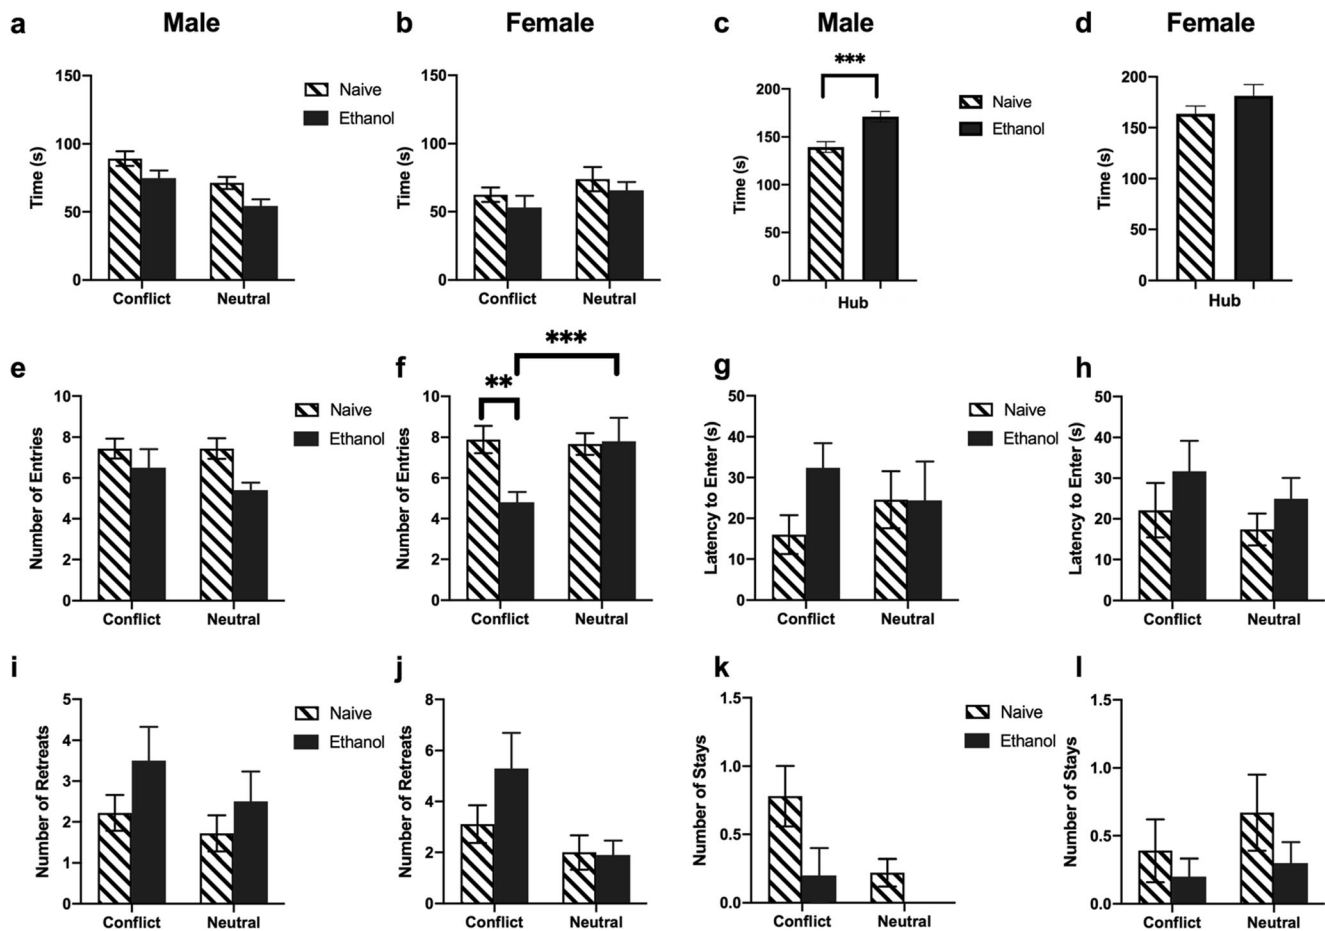 a Male b Female c Male d Female
150
100
50
0
Time (s)
Conflict Neutral
Naive
Ethanol
150
100
50
0
Time (s)
Conflict Neutral
***
200
150
100
50
0
Time (s)
Hub
Naive
Ethanol
200
150
100
50
0
Time (s)
Hub
e
10
8
6
4
2
0
Number of Entries
Conflict Neutral
Naive
Ethanol
f
***
**
10
8
6
4
2
0
Number of Entries
Conflict Neutral
g
50
40
30
20
10
0
Latency to Enter (s)
Conflict Neutral
Naive
Ethanol
h
50
40
30
20
10
0
Latency to Enter (s)
Conflict Neutral
i
5
4
3
2
1
0
Number of Retreats
Conflict Neutral
Naive
Ethanol
j
8
6
4
2
0
Number of Retreats
Conflict Neutral
k
1.5
1.0
0.5
0.0
Number of Stays
Conflict Neutral
Naive
Ethanol
l
1.5
1.0
0.5
0.0
Number of Stays
Conflict Neutral